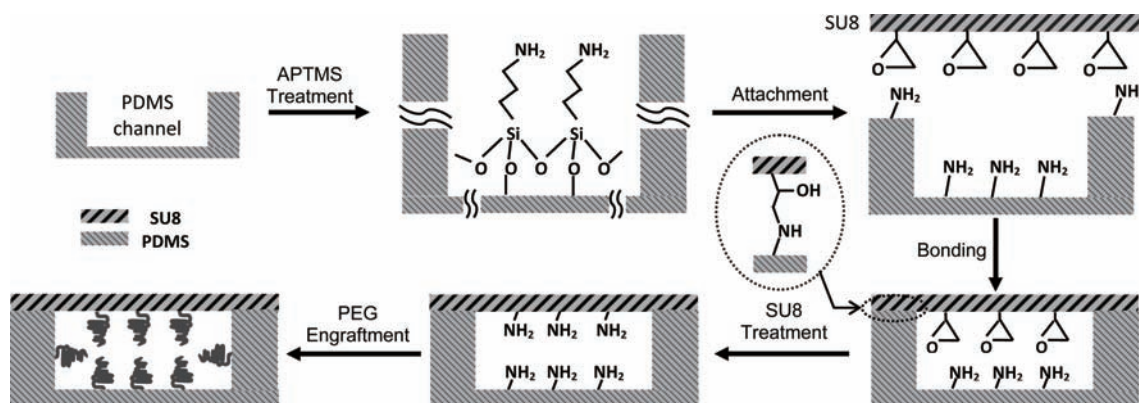 PDMS
channel
APTMS
Treatment
NH₂ NH₂
Si Si
O O O O O
Attachment
OH
NH
SU8
O O O O
NH₂ NH
NH₂ NH₂ NH₂
Bonding
SU8
PDMS
PEG
Engraftment
NH₂ NH₂ NH₂
NH₂ NH₂ NH₂
SU8
Treatment
O O O
NH₂ NH₂ NH₂